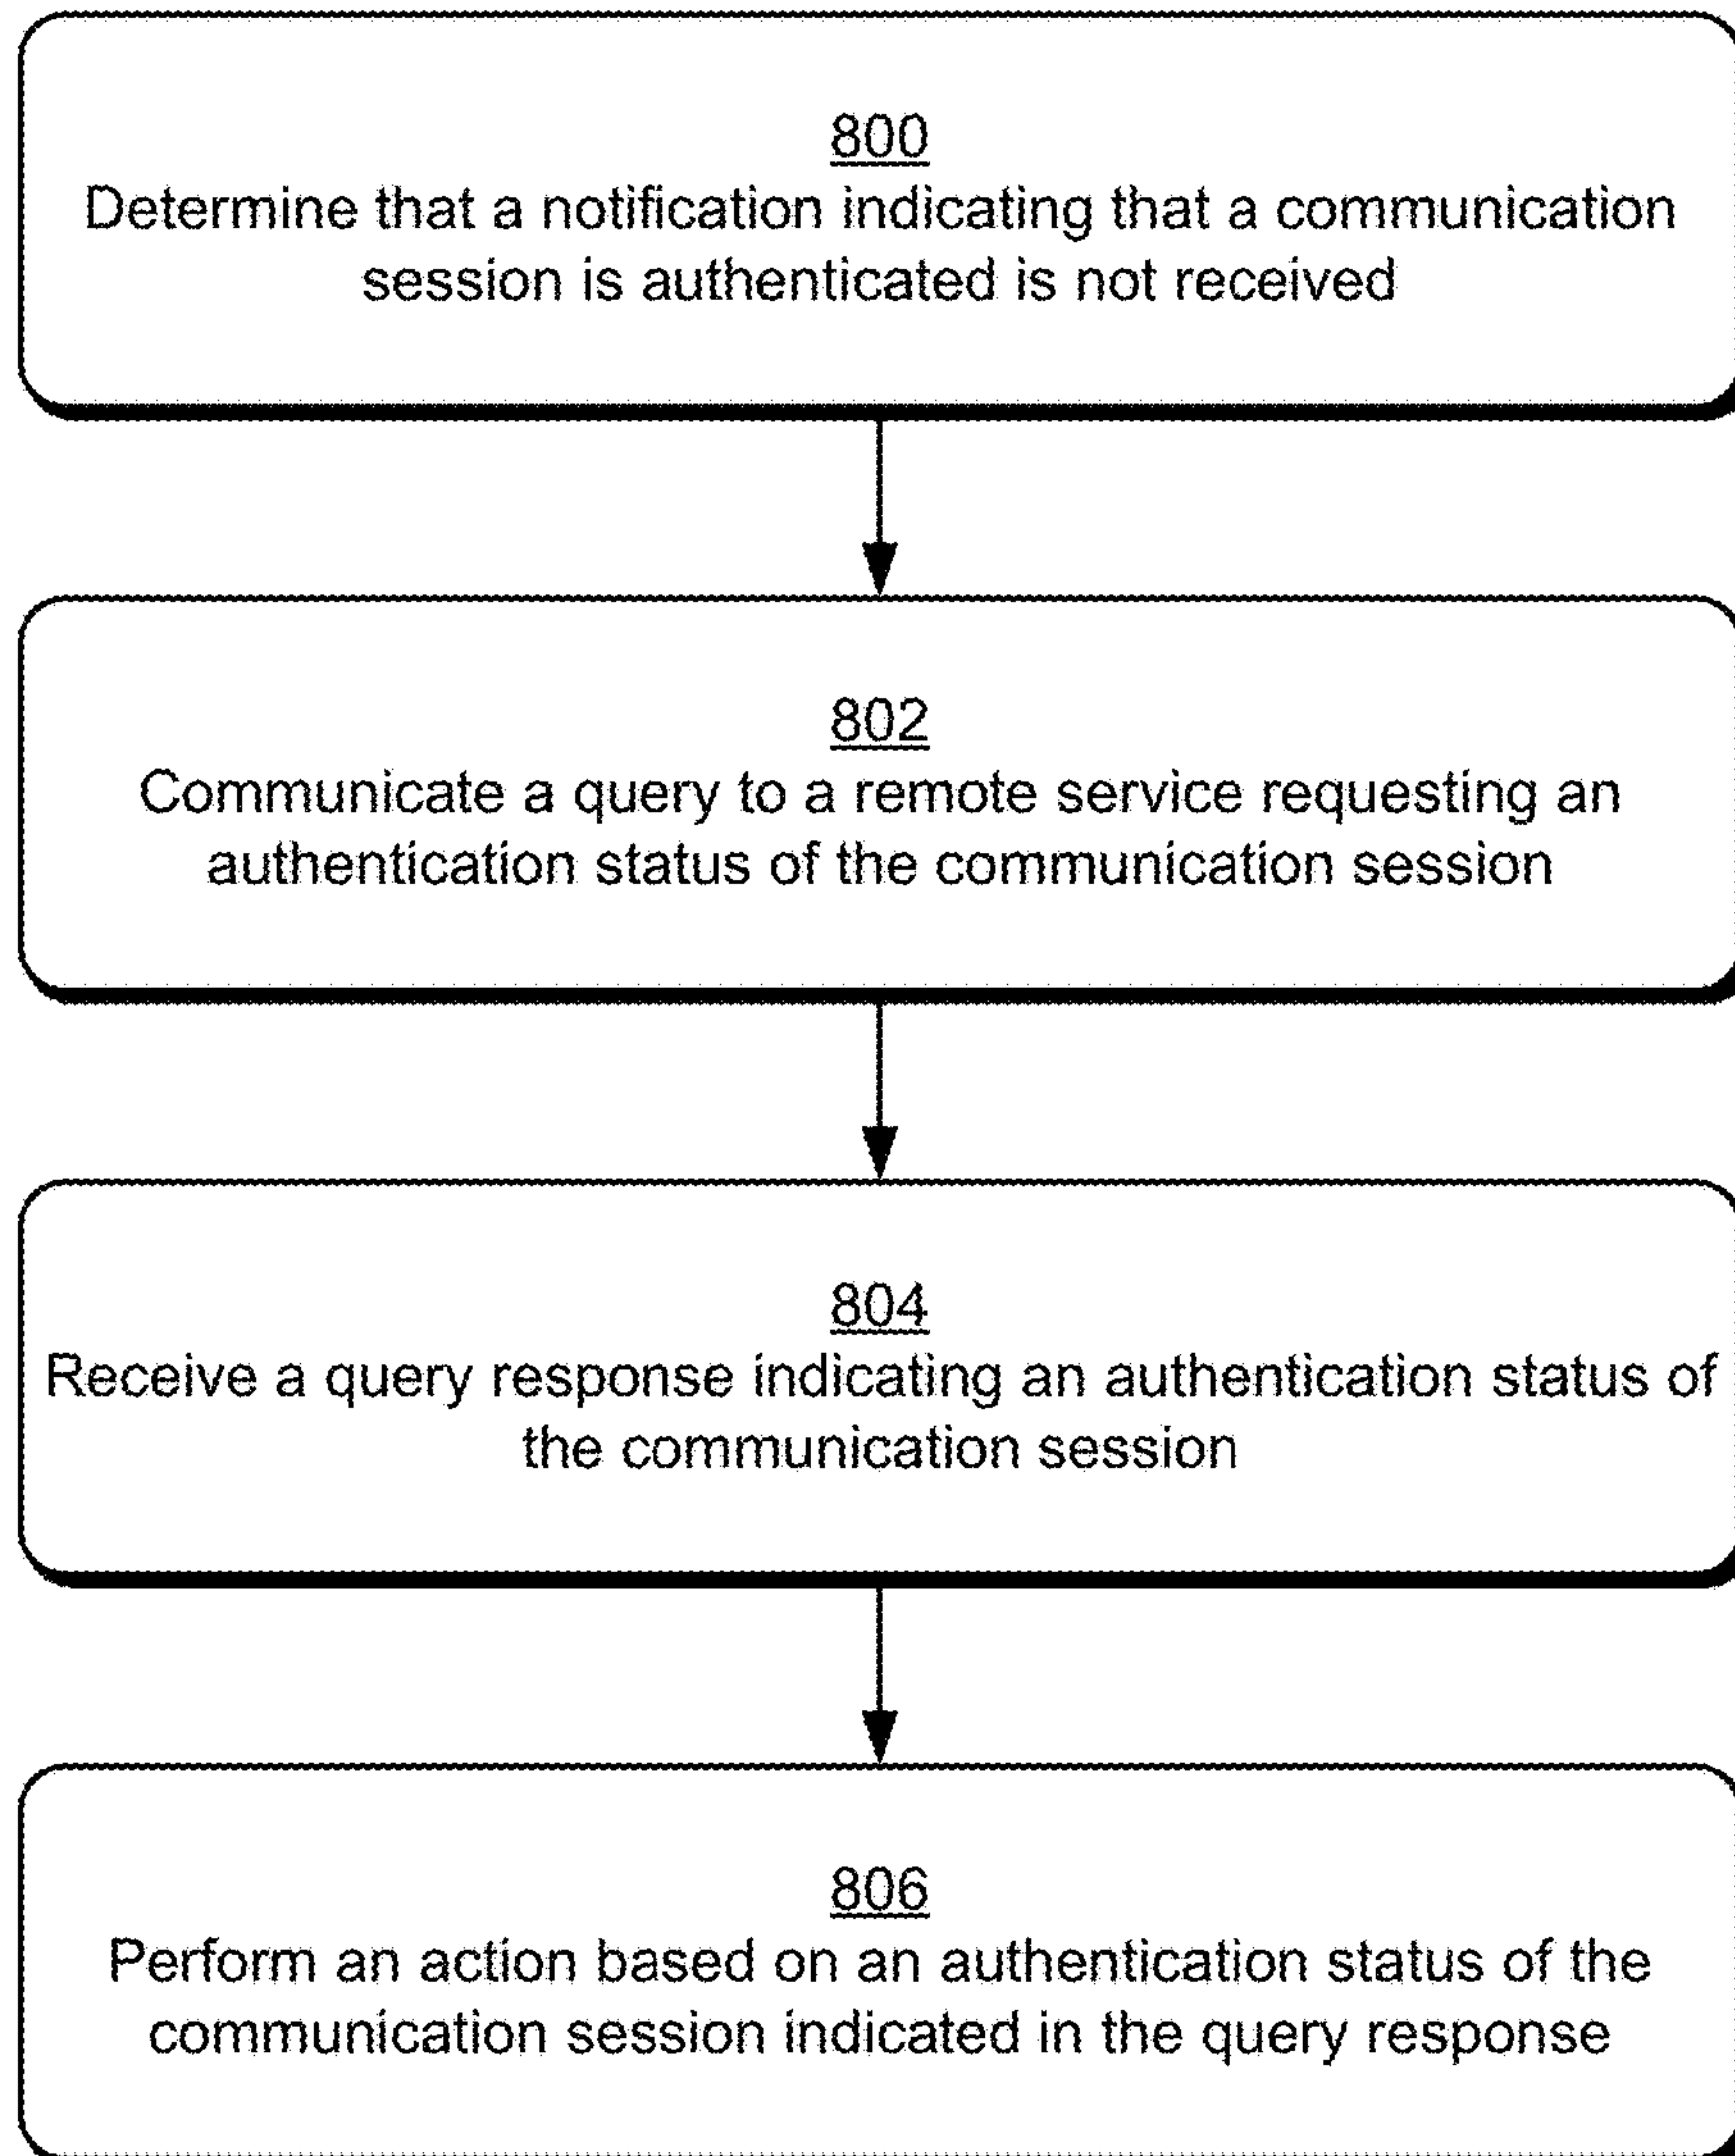 800
Determine that a notification indicating that a communication
session is authenticated is not received
802
Communicate a query to a remote service requesting an
authentication status of the communication session
804
Receive a query response indicating an authentication status of
the communication session
806
Perform an action based on an authentication status of the
communication session indicated in the query response